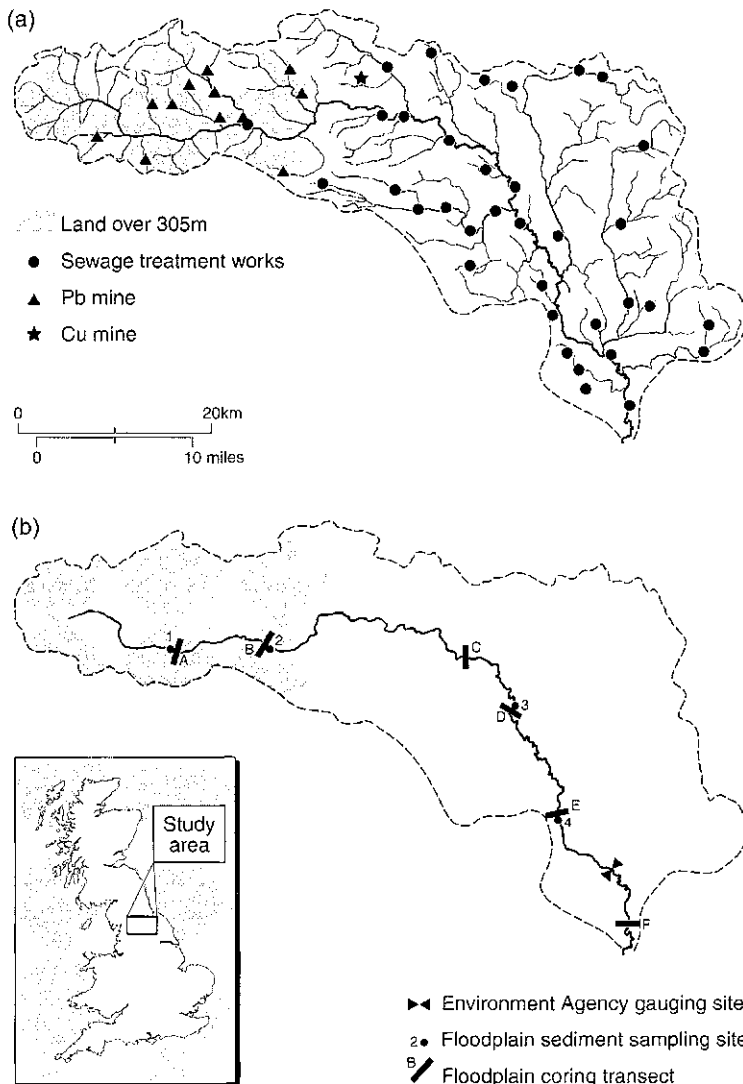 (a)
Land over 305m
Sewage treatment works
Pb mine
Cu mine
0 20km
0 10 miles
(b)
1
A
B
2
C
3
D
E
4
F
Study
area
Environment Agency gauging site
2 Floodplain sediment sampling site
B Floodplain coring transect